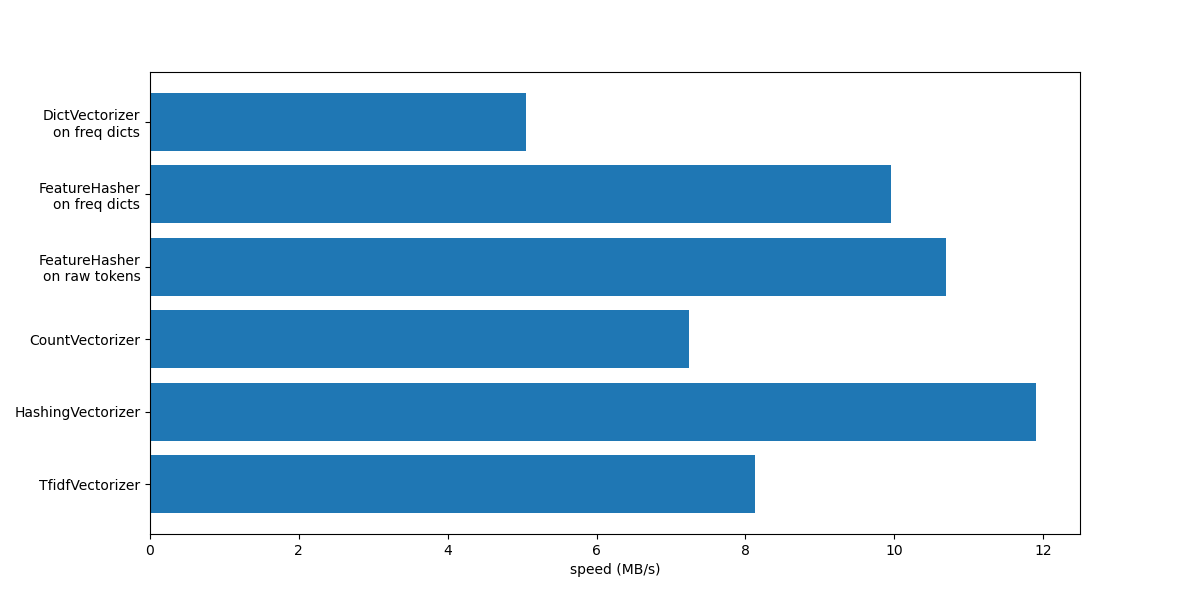 DictVectorizer
on freq dicts
FeatureHasher
on freq dicts
FeatureHasher
on raw tokens
CountVectorizer
HashingVectorizer
TfidfVectorizer
0 2 4 6 8 10 12
speed (MB/s)